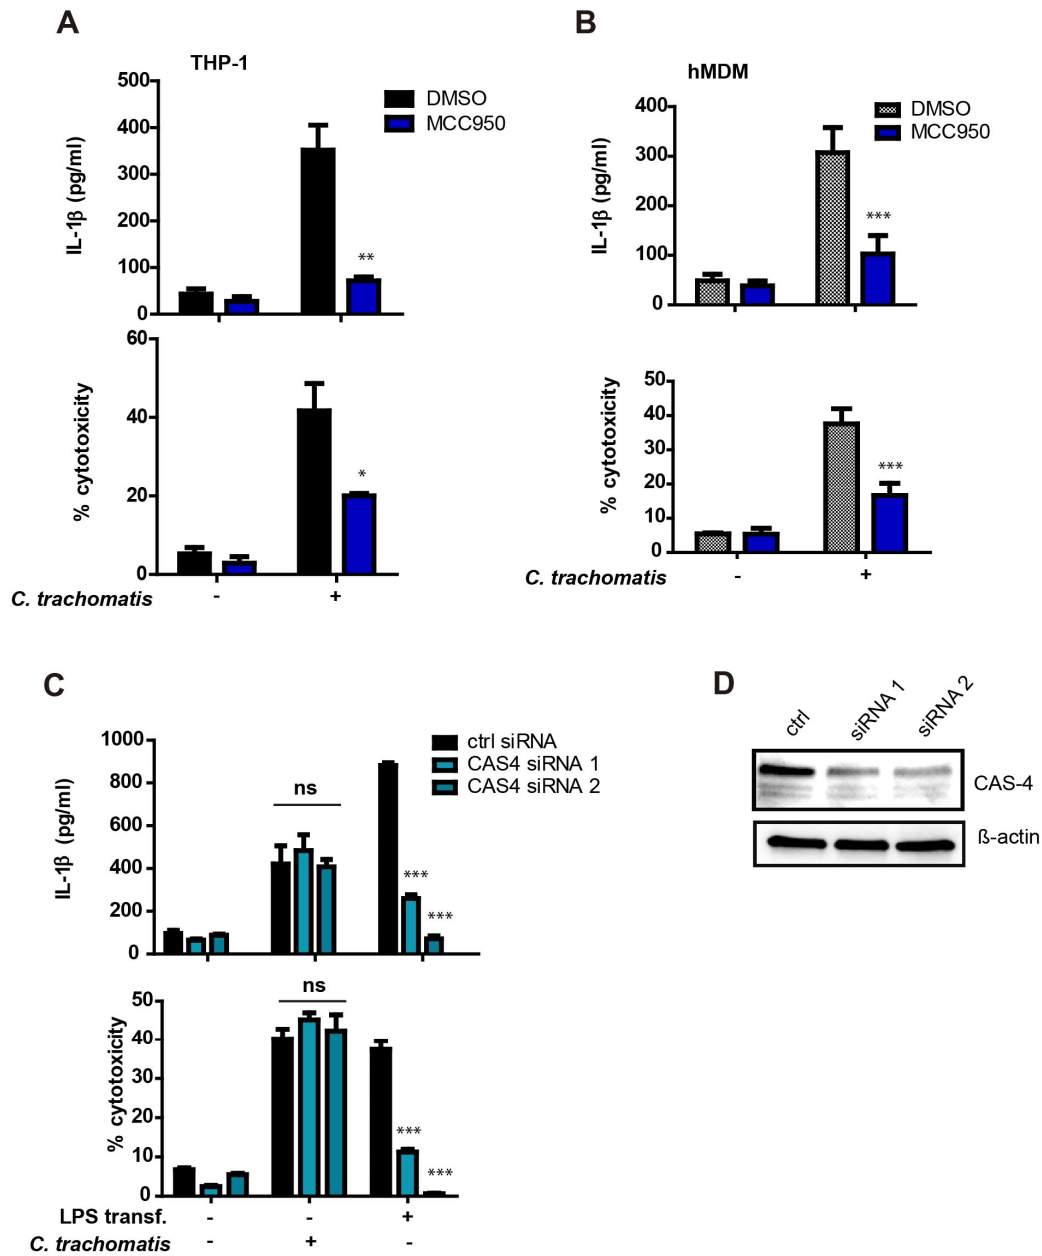 A
THP-1
500
400
300
200
100
0
IL-1β (pg/ml)
DMSO
MCC950
**
60
40
20
0
% cytotoxicity
*
C. trachomatis - +
B
hMDM
400
300
200
100
0
IL-1β (pg/ml)
DMSO
MCC950
***
50
40
30
20
10
0
% cytotoxicity
***
C. trachomatis - +
C
1000
800
600
400
200
0
IL-1β (pg/ml)
ctrl siRNA
CAS4 siRNA 1
CAS4 siRNA 2
ns
***
***
50
40
30
20
10
0
% cytotoxicity
ns
***
***
LPS transf. - - +
C. trachomatis - + -
D
ctrl
siRNA 1
siRNA 2
CAS-4
ß-actin